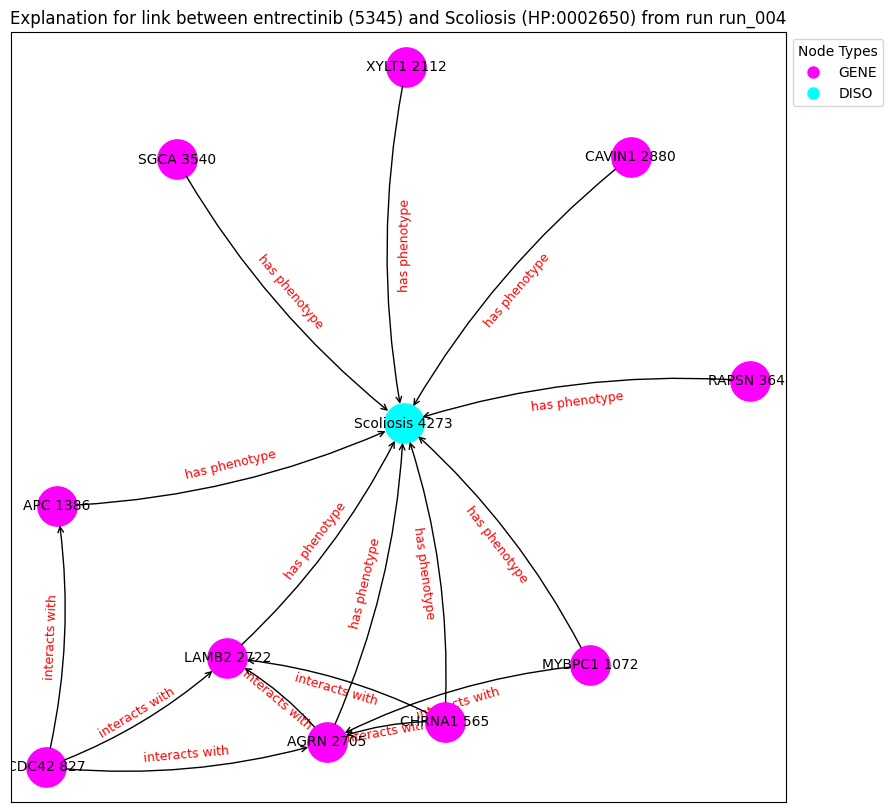 Explanation for link between entrectinib (5345) and Scoliosis (HP:0002650) from run run_004
Node Types
GENE
DISO
XYLT1 2112
SGCA 3540
CAVIN1 2880
has phenotype
has phenotype
has phenotype
RAPSN 364
has phenotype
Scoliosis 4273
has phenotype
APC 1386
has phenotype
has phenotype
has phenotype
has phenotype
interacts with
LAMB2 2722
MYBPC1 1072
interacts with
interacts with
interacts with
interacts with
CHRNA1 565
interacts with
AGRN 2705
interacts with
CDC42 827